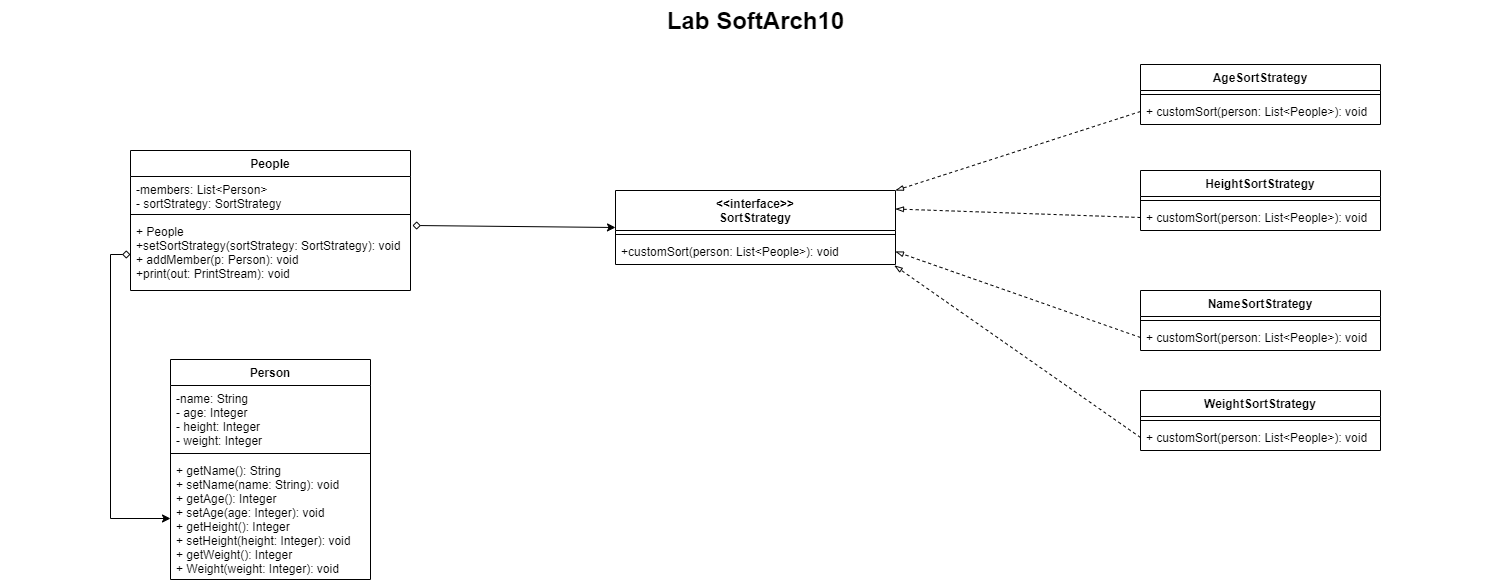 Lab SoftArch10
People
-members: List<Person>
- sortStrategy: SortStrategy
+ People
+setSortStrategy(sortStrategy: SortStrategy): void
+ addMember(p: Person): void
+print(out: PrintStream): void
Person
-name: String
- age: Integer
- height: Integer
- weight: Integer
+ getName(): String
+ setName(name: String): void
+ getAge(): Integer
+ setAge(age: Integer): void
+ getHeight(): Integer
+ setHeight(height: Integer): void
+ getWeight(): Integer
+ Weight(weight: Integer): void
<<interface>>
SortStrategy
+customSort(person: List<People>): void
AgeSortStrategy
+ customSort(person: List<People>): void
HeightSortStrategy
+ customSort(person: List<People>): void
NameSortStrategy
+ customSort(person: List<People>): void
WeightSortStrategy
+ customSort(person: List<People>): void